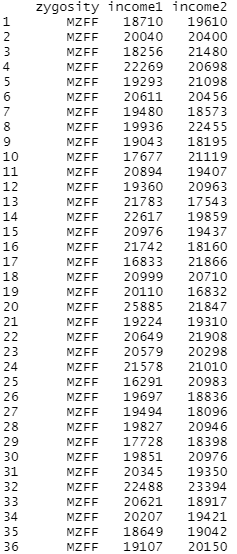 zygosity income1 income2
1 MZFF 18710 19610
2 MZFF 20040 20400
3 MZFF 18256 21480
4 MZFF 22269 20698
5 MZFF 19293 21098
6 MZFF 20611 20456
7 MZFF 19480 18573
8 MZFF 19936 22455
9 MZFF 19043 18195
10 MZFF 17677 21119
11 MZFF 20894 19407
12 MZFF 19360 20963
13 MZFF 21783 17543
14 MZFF 22617 19859
15 MZFF 20976 19437
16 MZFF 21742 18160
17 MZFF 16833 21866
18 MZFF 20999 20710
19 MZFF 20110 16832
20 MZFF 25885 21847
21 MZFF 19224 19310
22 MZFF 20649 21908
23 MZFF 20579 20298
24 MZFF 21578 21010
25 MZFF 16291 20983
26 MZFF 19697 18836
27 MZFF 19494 18096
28 MZFF 19827 20946
29 MZFF 17728 18398
30 MZFF 19851 20976
31 MZFF 20345 19350
32 MZFF 22488 23394
33 MZFF 20621 18917
34 MZFF 20207 19421
35 MZFF 18649 19042
36 MZFF 19107 20150